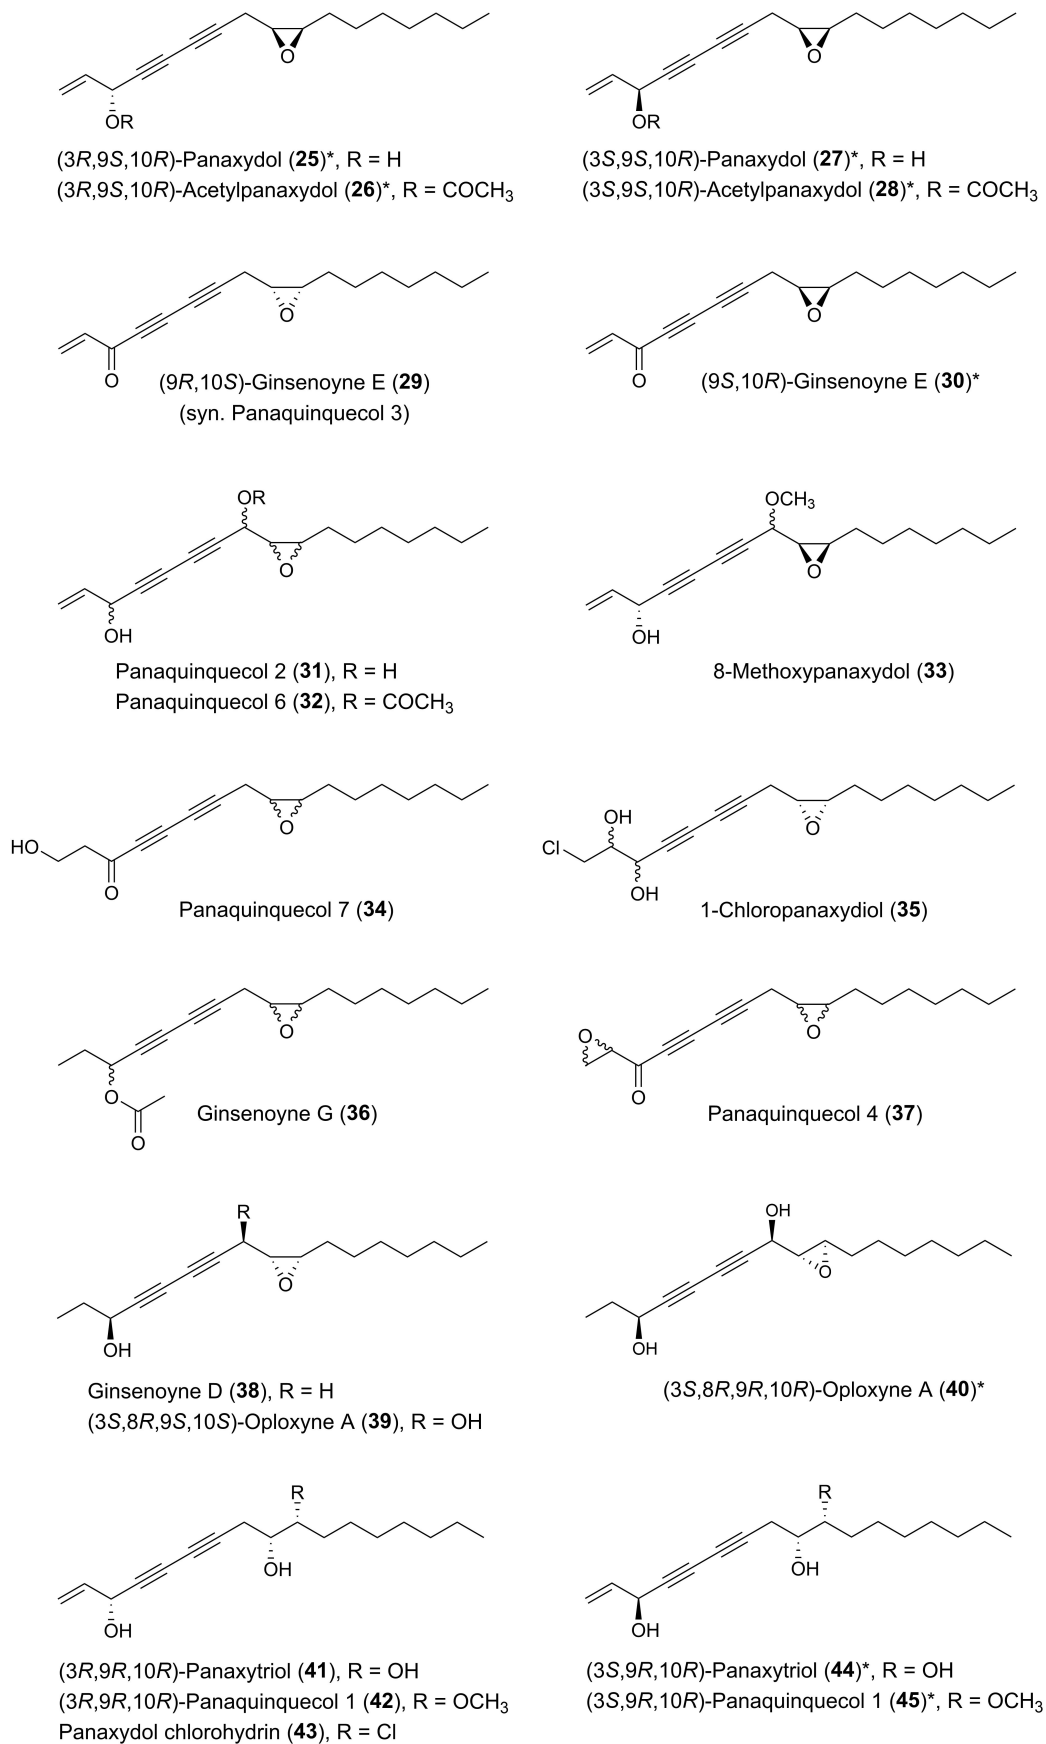 O
OR
(3R,9S,10R)-Panaxydol (25)*, R = H
(3R,9S,10R)-Acetylpanaxydol (26)*, R = COCH3
O
OR
(3S,9S,10R)-Panaxydol (27)*, R = H
(3S,9S,10R)-Acetylpanaxydol (28)*, R = COCH3
O
O
(9R,10S)-Ginsenoyne E (29)
(syn. Panaquinquecol 3)
O
O
(9S,10R)-Ginsenoyne E (30)*
OR
O
OH
Panaquinquecol 2 (31), R = H
Panaquinquecol 6 (32), R = COCH3
OCH3
O
OH
8-Methoxypanaxydol (33)
O
HO
O
Panaquinquecol 7 (34)
OH
O
Cl
OH
1-Chloropanaxydiol (35)
O
O
O
Ginsenoyne G (36)
O
O
O
Panaquinquecol 4 (37)
R
O
OH
Ginsenoyne D (38), R = H
(3S,8R,9S,10S)-Oploxyne A (39), R = OH
OH
O
OH
(3S,8R,9R,10R)-Oploxyne A (40)*
R
OH
OH
(3R,9R,10R)-Panaxytriol (41), R = OH
(3R,9R,10R)-Panaquinquecol 1 (42), R = OCH3
Panaxydol chlorohydrin (43), R = Cl
R
OH
OH
(3S,9R,10R)-Panaxytriol (44)*, R = OH
(3S,9R,10R)-Panaquinquecol 1 (45)*, R = OCH3